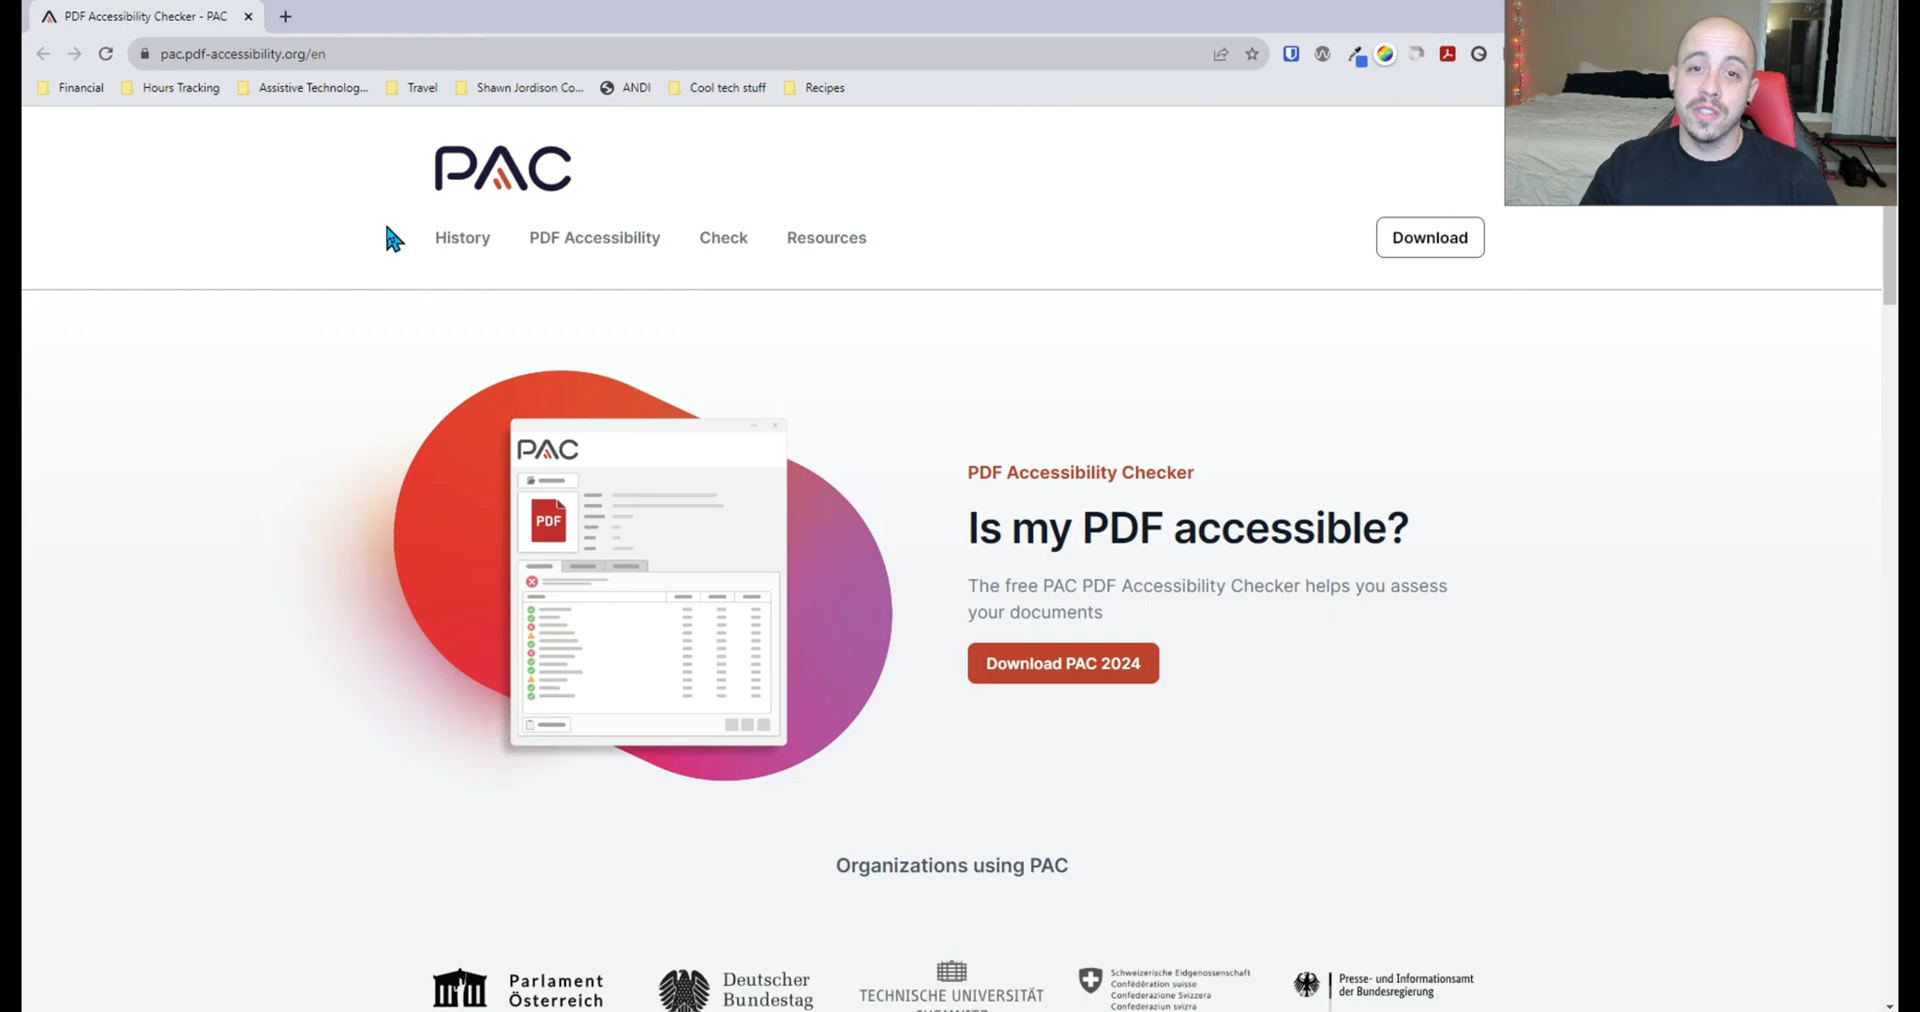 PDF Accessibility Checker - PAC
pac.pdf-accessibility.org/en
Financial
Hours Tracking
Assistive Technolog...
Travel
Shawn Jordison Co...
ANDI
Cool tech stuff
Recipes
PAC
History
PDF Accessibility
Check
Resources
Download
PAC
PDF
PDF Accessibility Checker
Is my PDF accessible?
The free PAC PDF Accessibility Checker helps you assess
your documents
Download PAC 2024
Organizations using PAC
Parlament
Österreich
Deutscher
Bundestag
TECHNISCHE UNIVERSITÄT
CHEMNITZ
Schweizerische Eidgenossenschaft
Confédération suisse
Confederazione Svizzera
Confederaziun svizra
Presse- und Informationsamt
der Bundesregierung